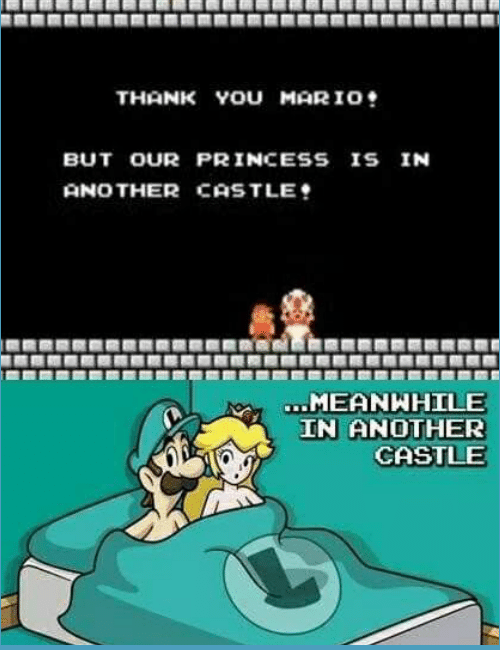 THANK YOU MARIO!
BUT OUR PRINCESS IS IN
ANOTHER CASTLE!
...MEANWHILE
IN ANOTHER
CASTLE
L
L